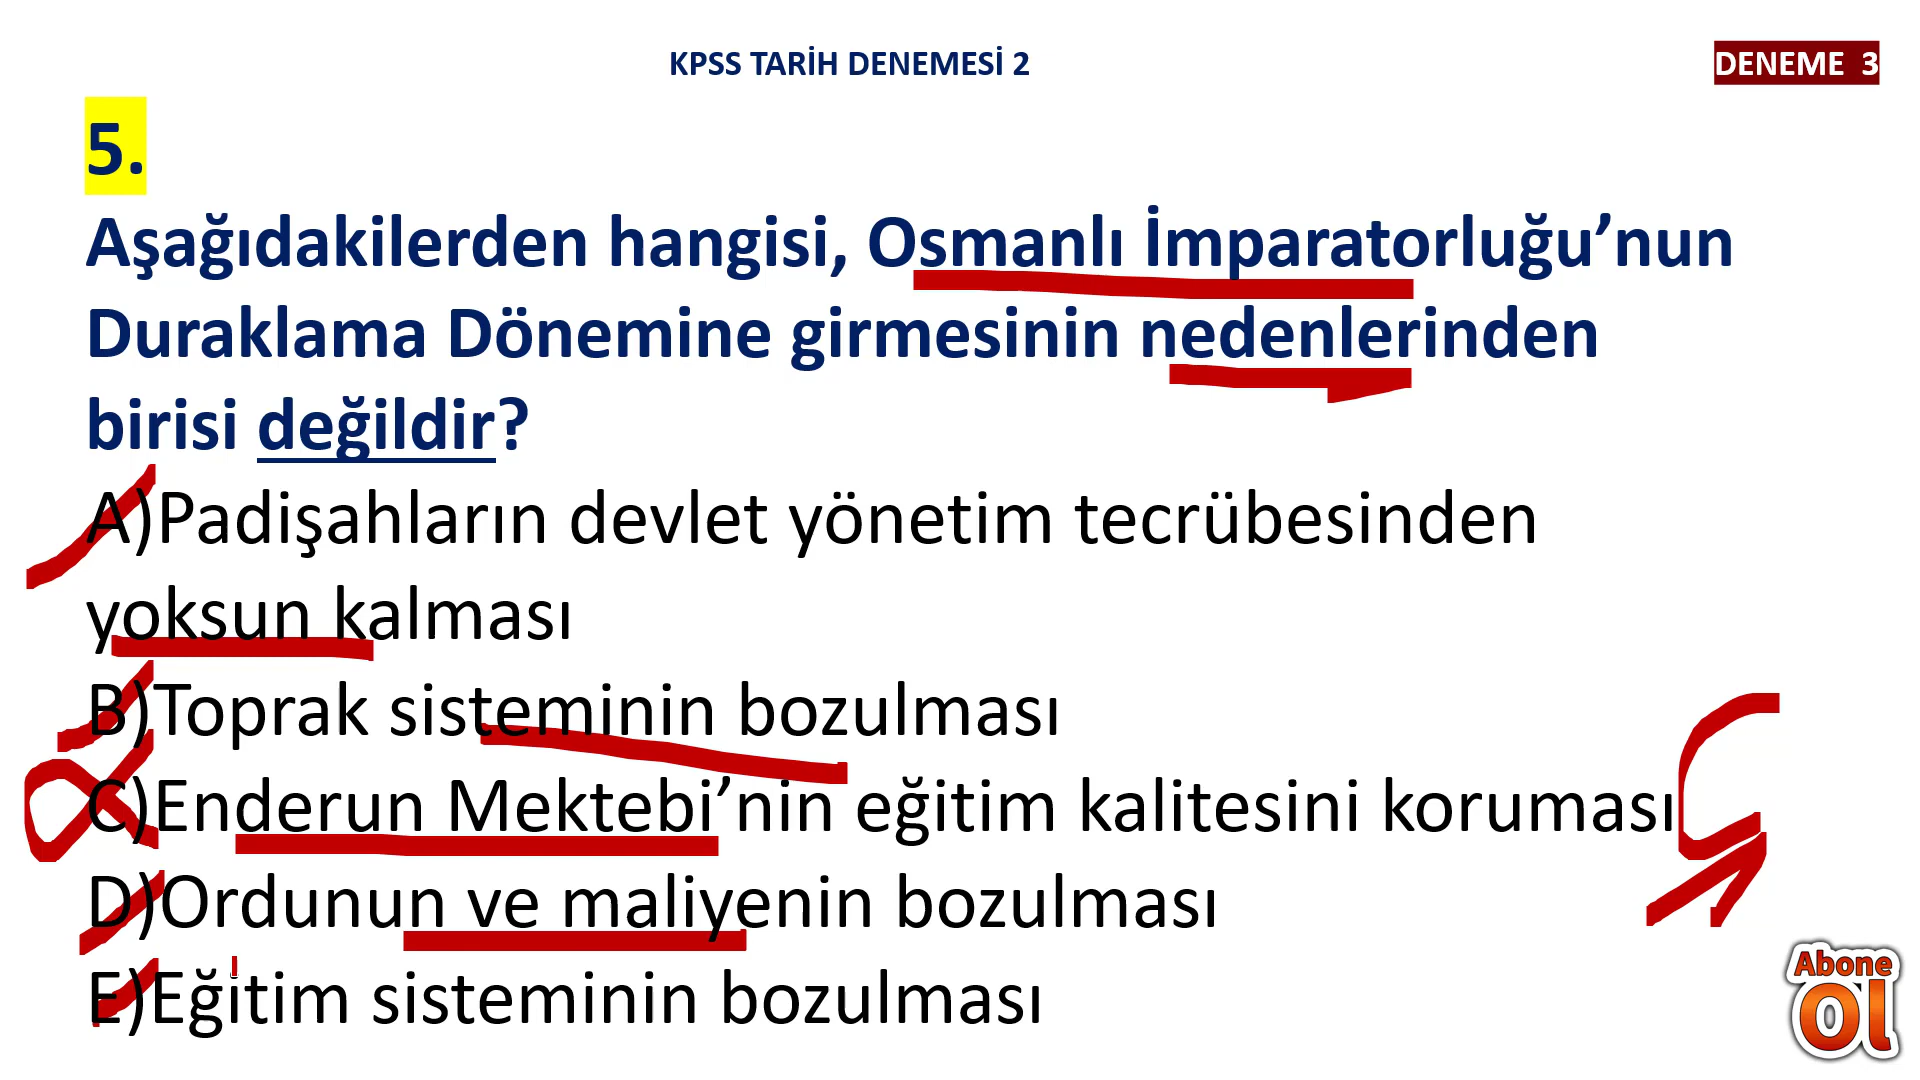 KPSS TARİH DENEMESİ 2
DENEME 3
5.
Aşağıdakilerden hangisi, Osmanlı İmparatorluğu’nun
Duraklama Dönemine girmesinin nedenlerinden
birisi değildir?
A)Padişahların devlet yönetim tecrübesinden
yoksun kalması
B)Toprak sisteminin bozulması
C)Enderun Mektebi’nin eğitim kalitesini koruması
D)Ordunun ve maliyenin bozulması
E)Eğitim sisteminin bozulması
Abone
ol